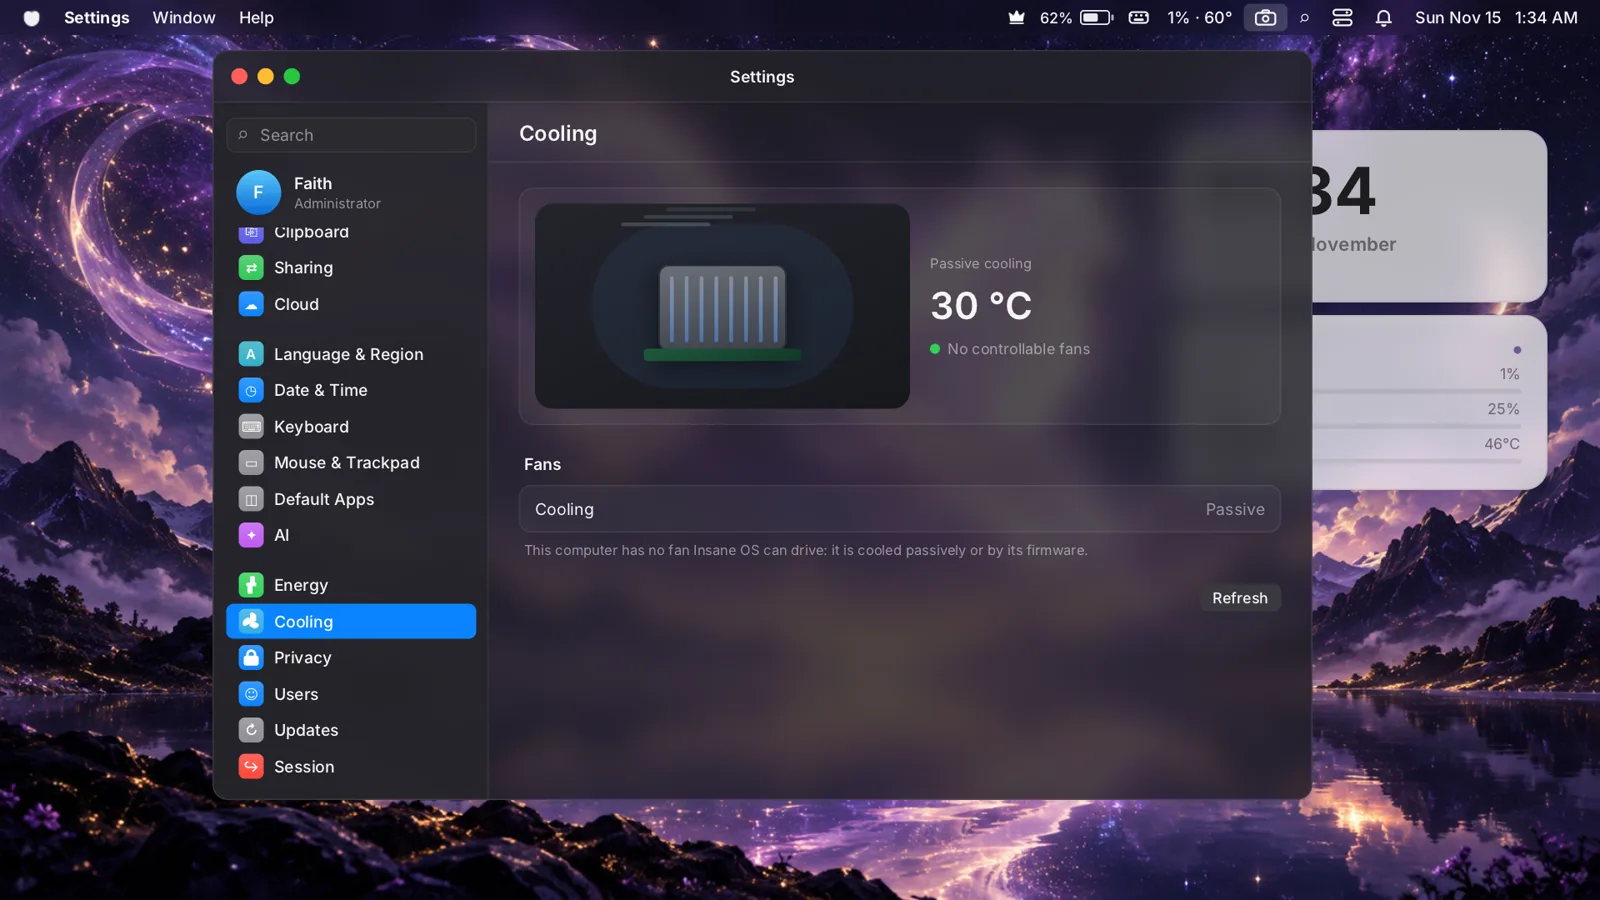 Settings Window Help 62% 1% · 60° Sun Nov 15 1:34 AM
Settings
Search
F
Faith
Administrator
Clipboard
Sharing
Cloud
A Language & Region
Date & Time
Keyboard
Mouse & Trackpad
Default Apps
AI
Energy
Cooling
Privacy
Users
Updates
Session
Cooling
Passive cooling
30 °C
No controllable fans
Fans
Cooling Passive
This computer has no fan Insane OS can drive: it is cooled passively or by its firmware.
Refresh
34
November
1%
25%
46°C